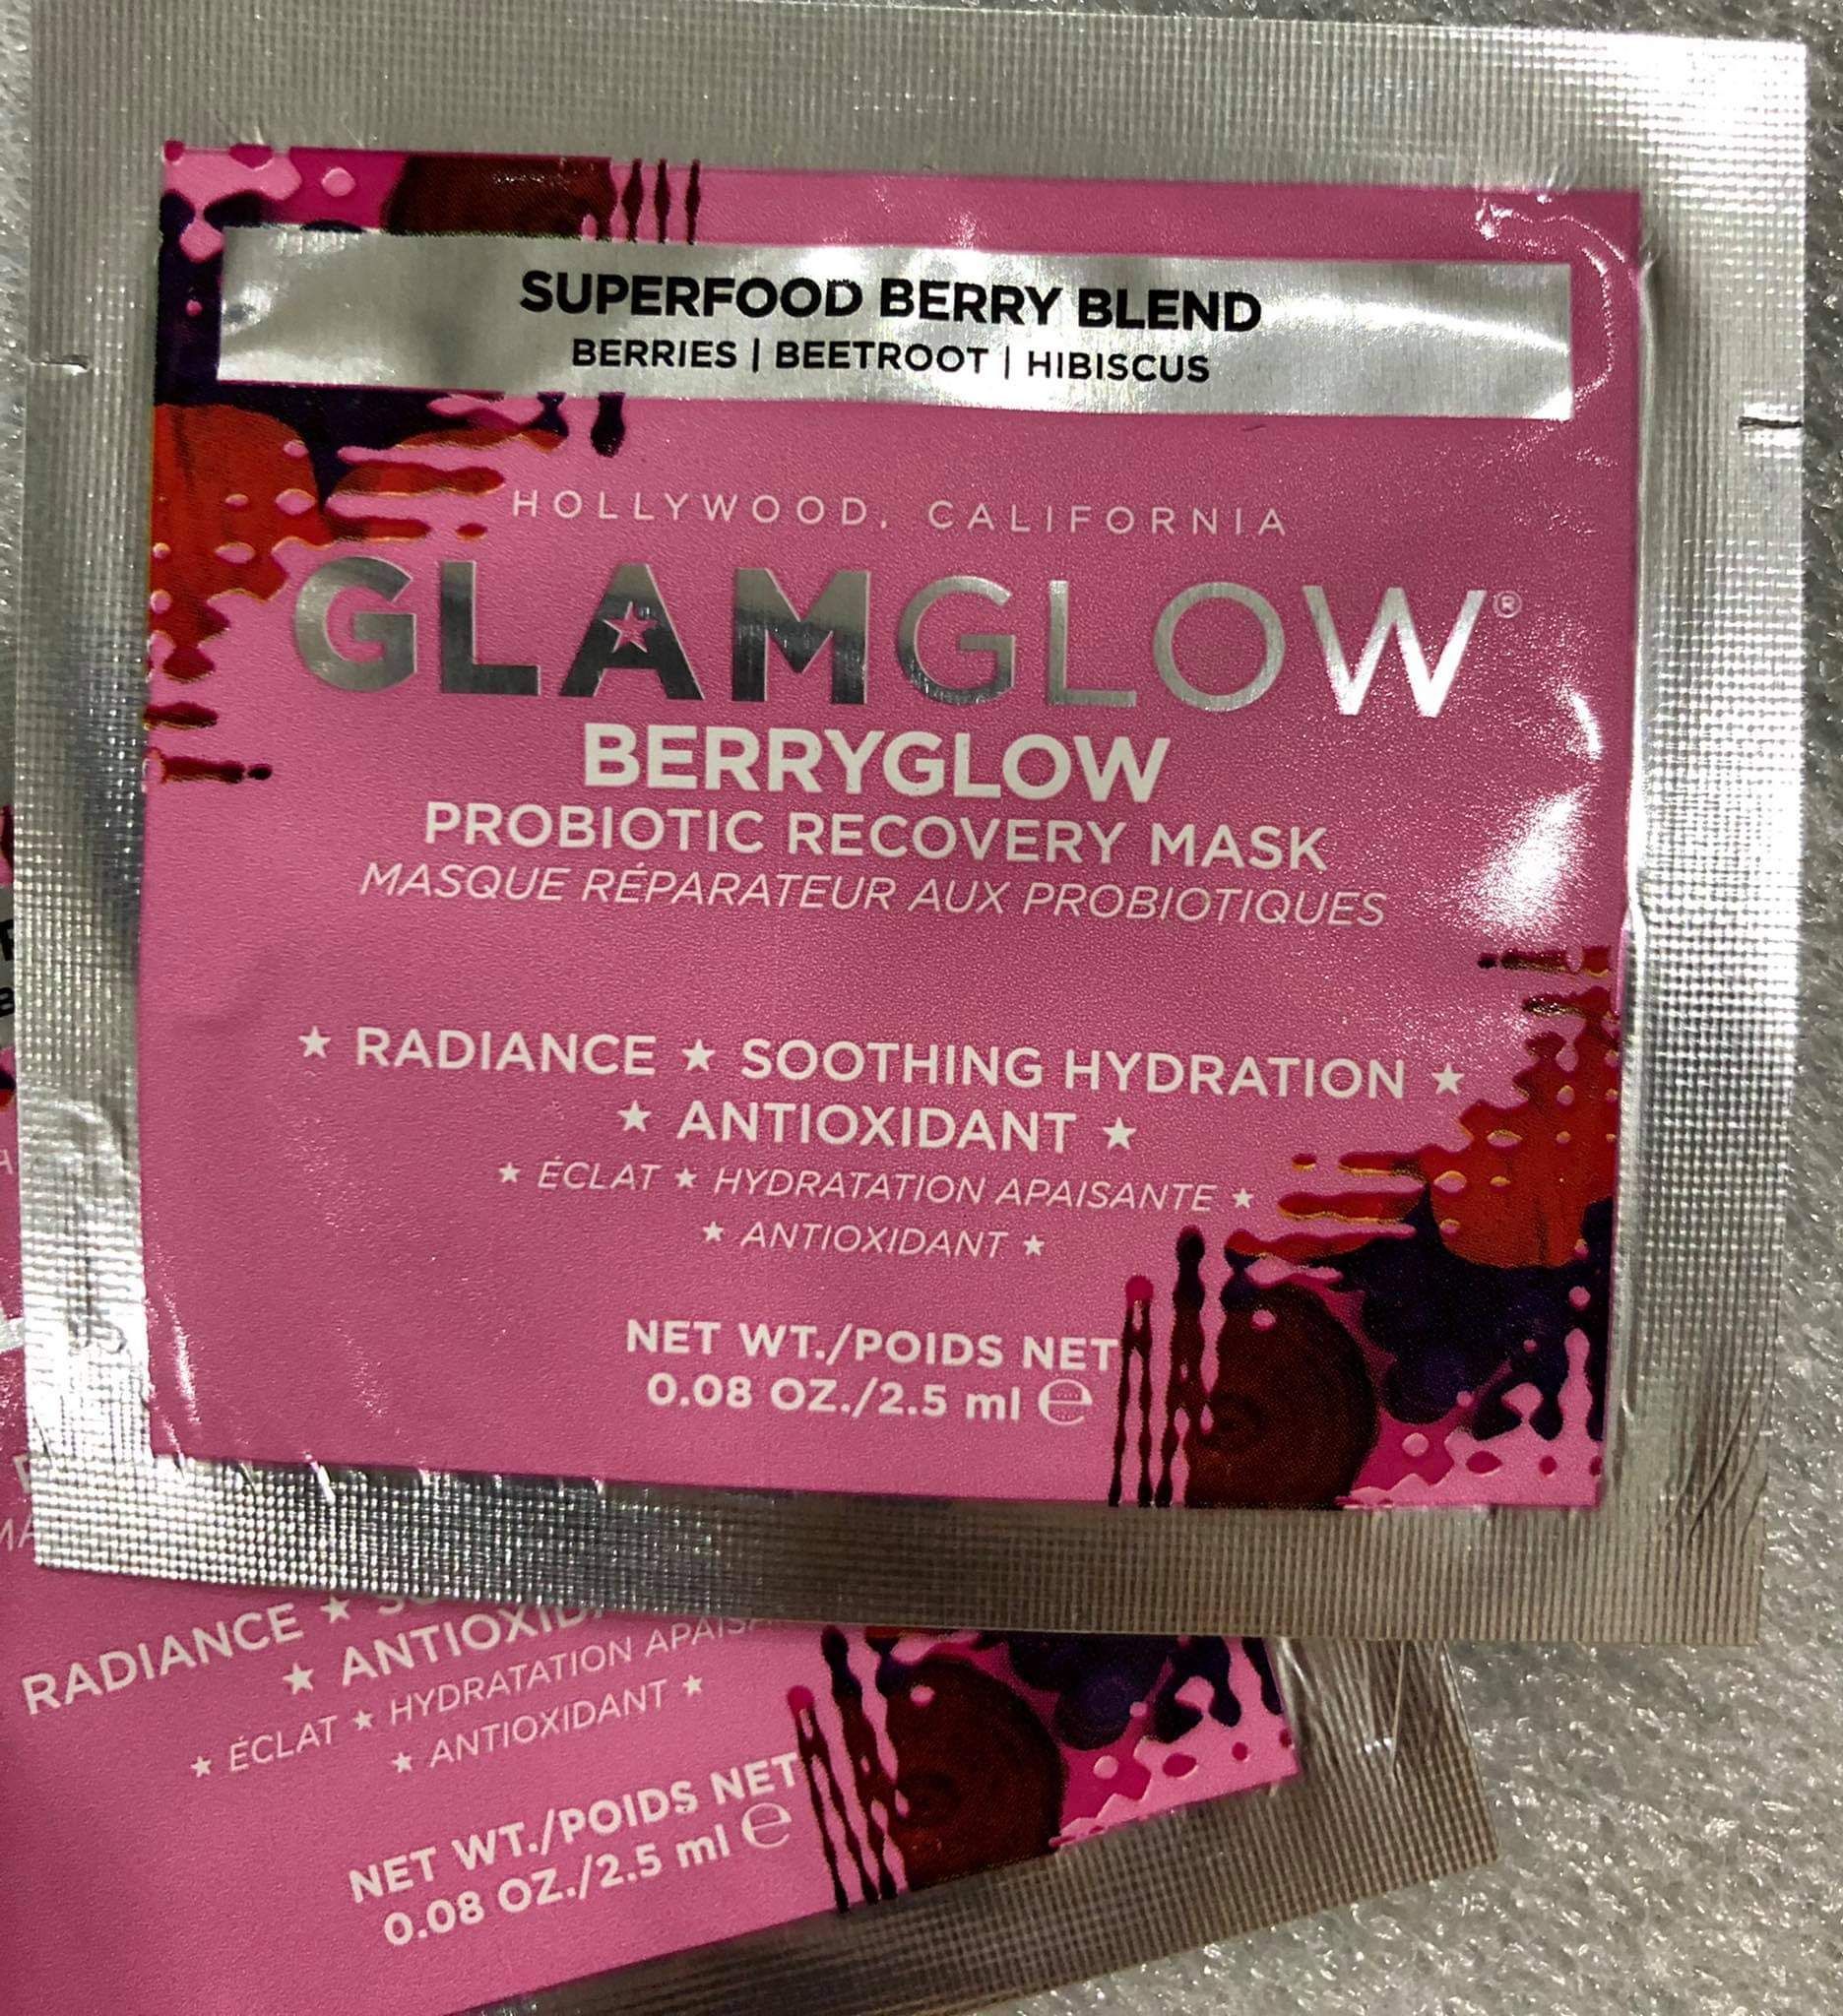 SUPERFOOD BERRY BLEND
BERRIES | BEETROOT | HIBISCUS
HOLLYWOOD, CALIFORNIA
GLAMGLOW®
BERRYGLOW
PROBIOTIC RECOVERY MASK
MASQUE RÉPARATEUR AUX PROBIOTIQUES
★ RADIANCE ★ SOOTHING HYDRATION ★
★ ANTIOXIDANT ★
★ ÉCLAT ★ HYDRATATION APAISANTE ★
★ ANTIOXIDANT ★
NET WT./POIDS NET
0.08 OZ./2.5 ml ℮
RADIANCE ★
★
★ ÉCLAT ★ HYDRATATION
★ ANTIOXIDANT ★
NET WT./POIDS NET
0.08 OZ./2.5 ml ℮